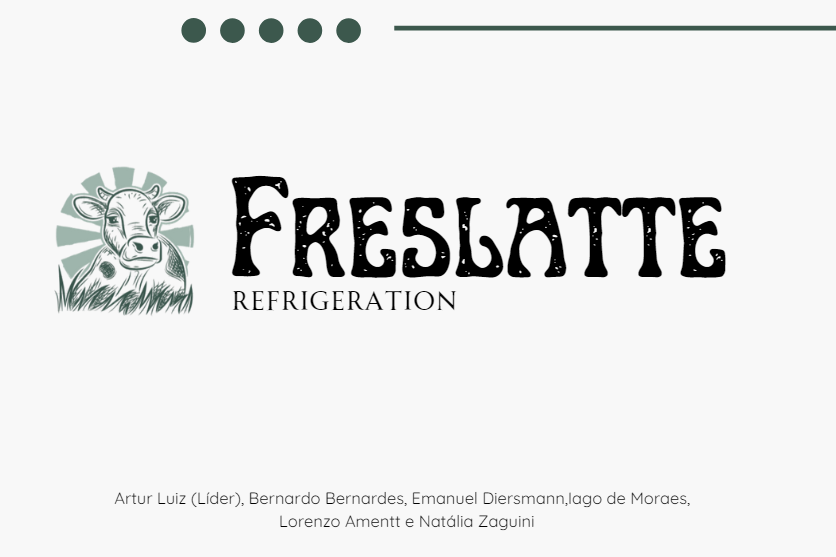 FRESLATTE
REFRIGERATION
Artur Luiz (Líder), Bernardo Bernardes, Emanuel Diersmann,Iago de Moraes,
Lorenzo Amentt e Natália Zaguini